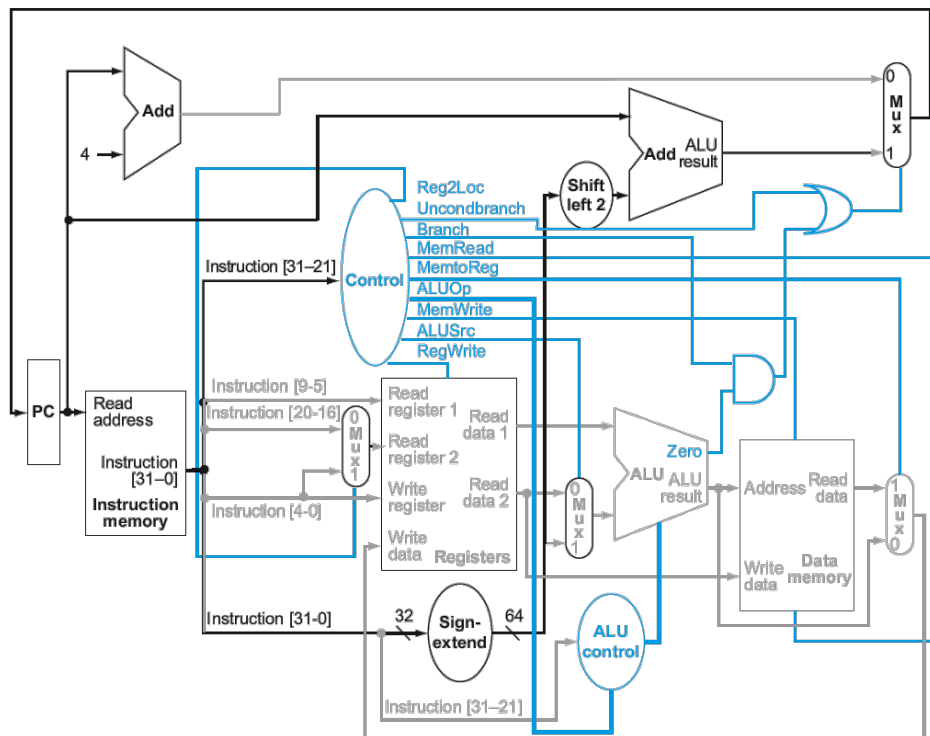 Add
4
0
M
u
x
1
Add ALU
result
Shift
left 2
Reg2Loc
Uncondbranch
Branch
MemRead
MemtoReg
ALUOp
MemWrite
ALUSrc
RegWrite
Instruction [31–21]
Control
PC
Read
address
Instruction
[31–0]
Instruction
memory
Instruction [9-5]
Instruction [20-16]
Instruction [4-0]
0
M
u
x
1
Read
register 1
Read
register 2
Write
register
Write
data
Read
data 1
Read
data 2
Registers
0
M
u
x
1
Zero
ALU
ALU
result
Address
Read
data
Write
data
Data
memory
1
M
u
x
0
Instruction [31-0]
32
Sign-
extend
64
ALU
control
Instruction [31–21]